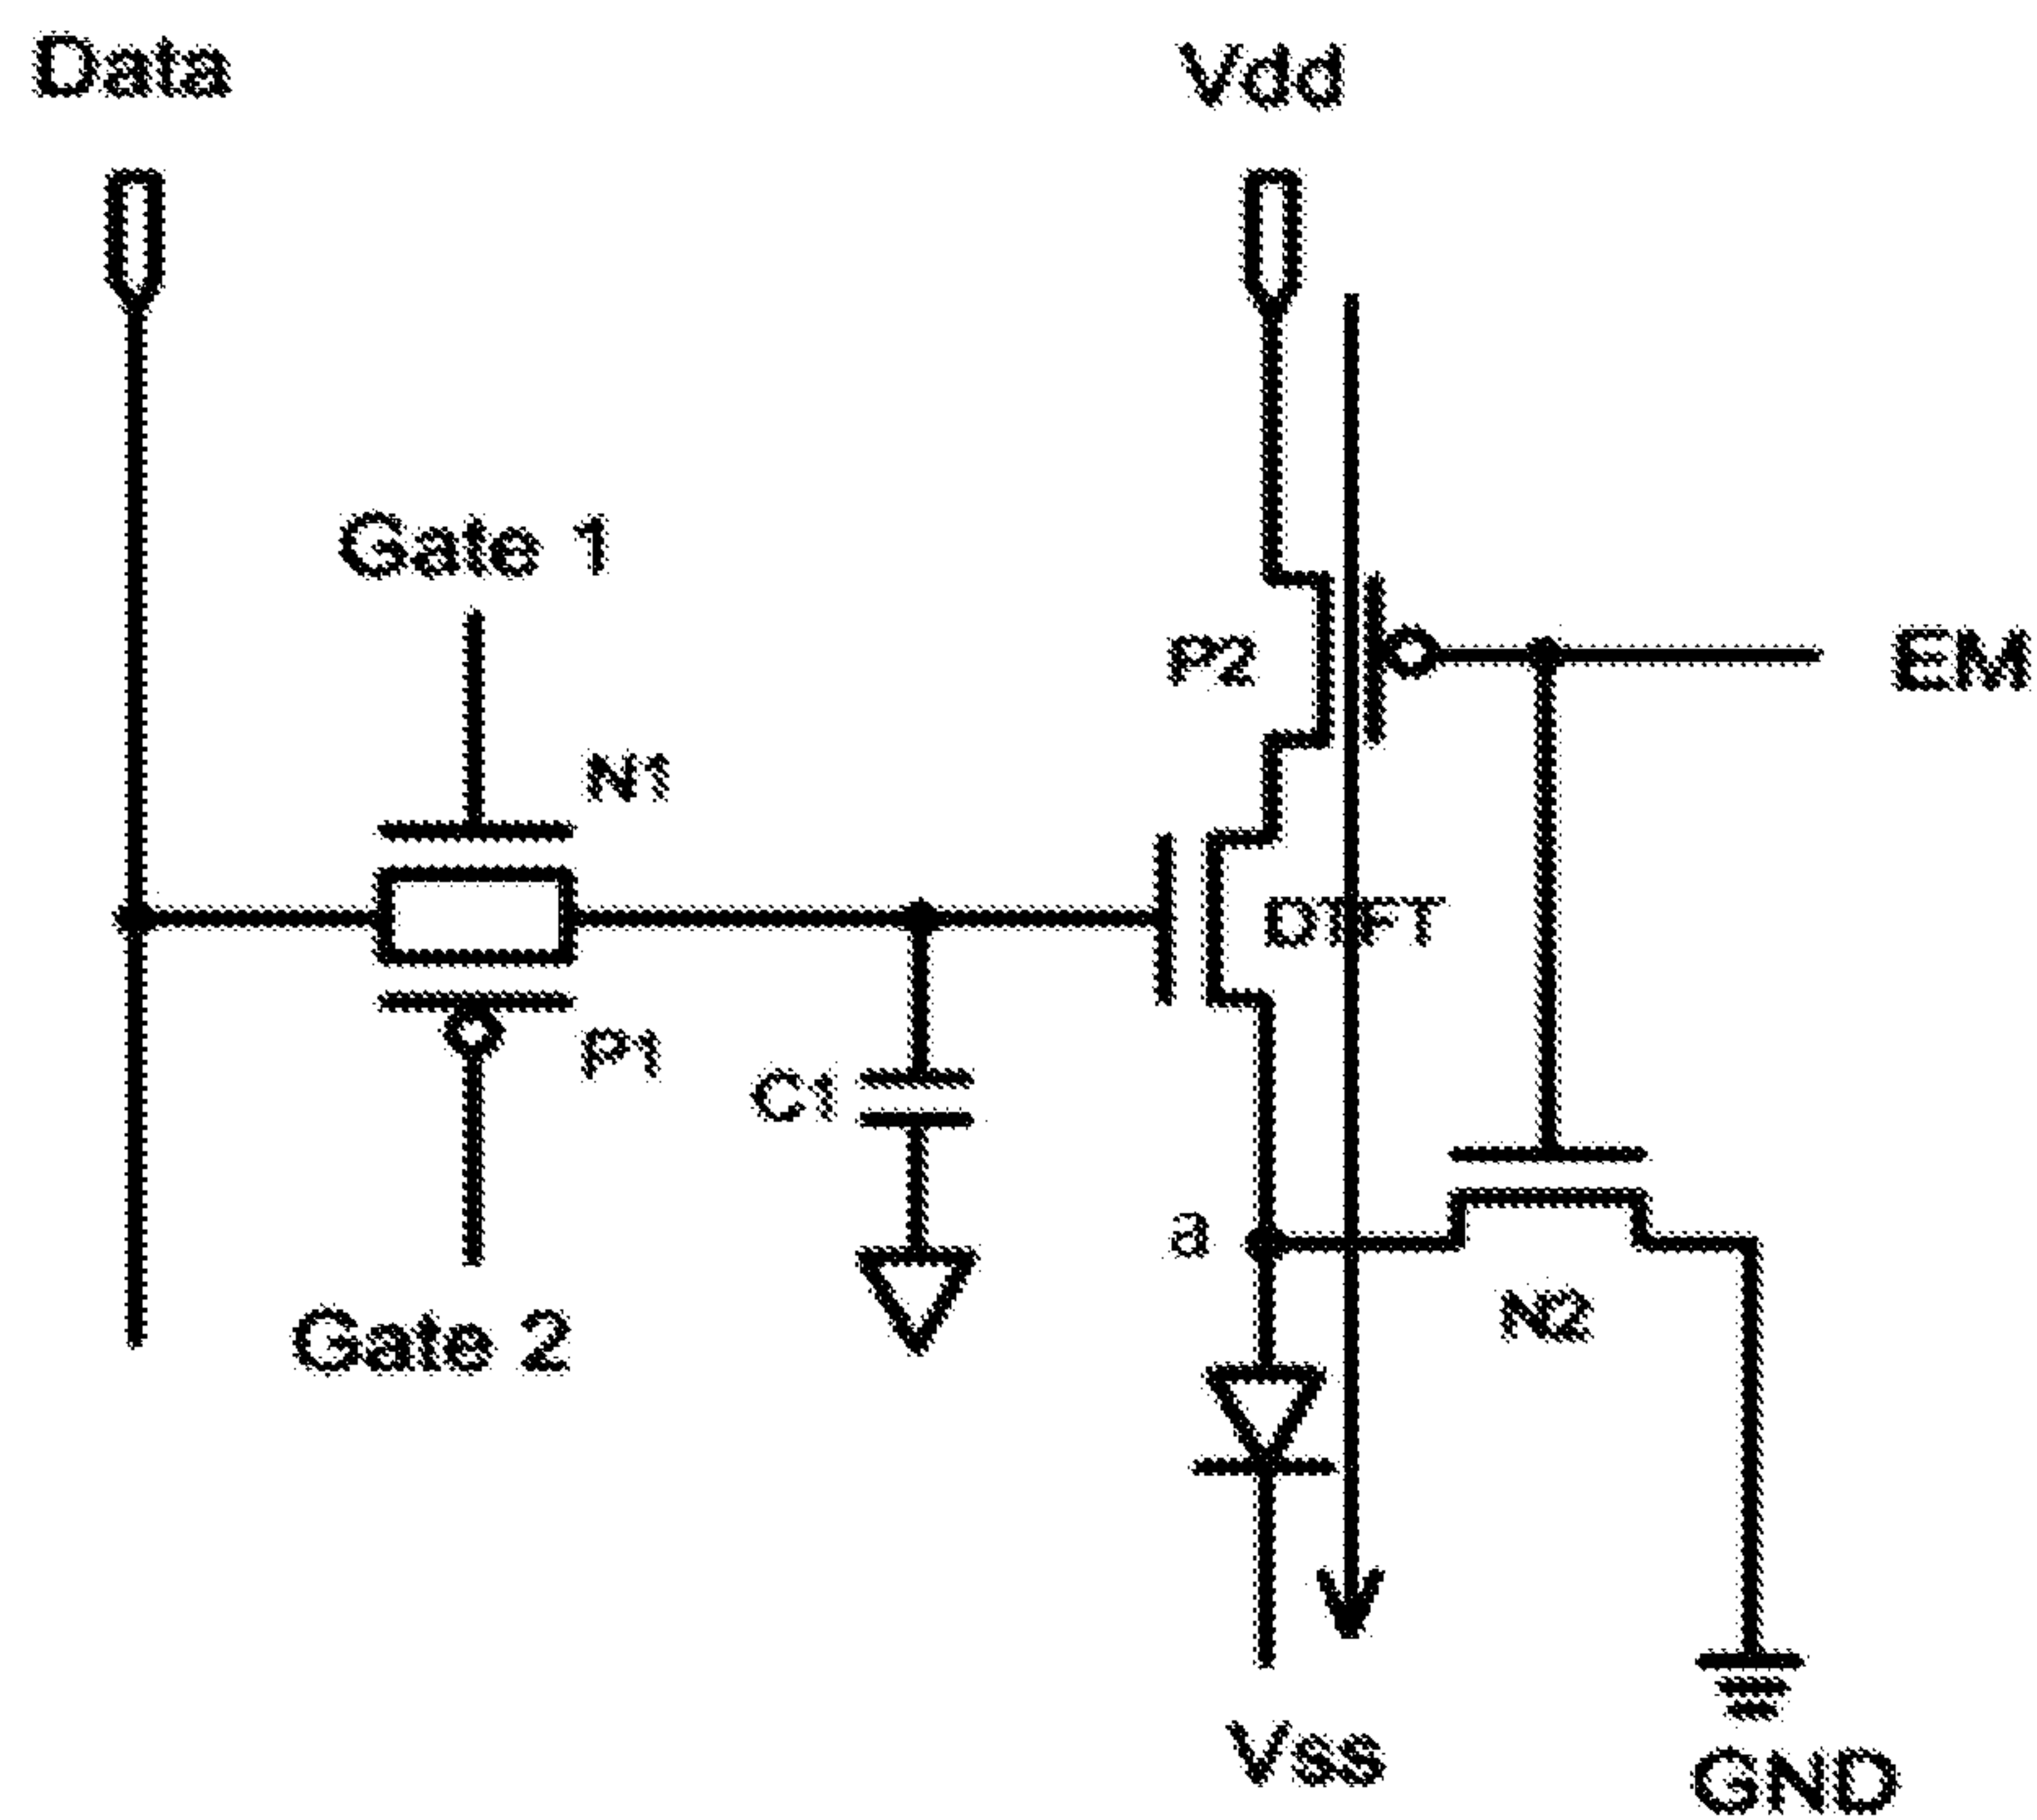 Data
Vdd
Gate 1
P2
EM
N1
DTFT
P1
C1
a
N2
Gate 2
Vss
GND